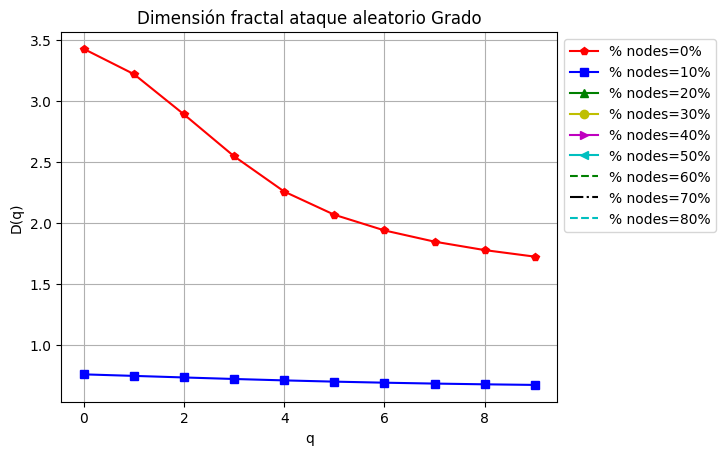 Dimensión fractal ataque aleatorio Grado
3.5
3.0
2.5
2.0
1.5
1.0
D(q)
0
2
4
6
8
q
% nodes=0%
% nodes=10%
% nodes=20%
% nodes=30%
% nodes=40%
% nodes=50%
% nodes=60%
% nodes=70%
% nodes=80%